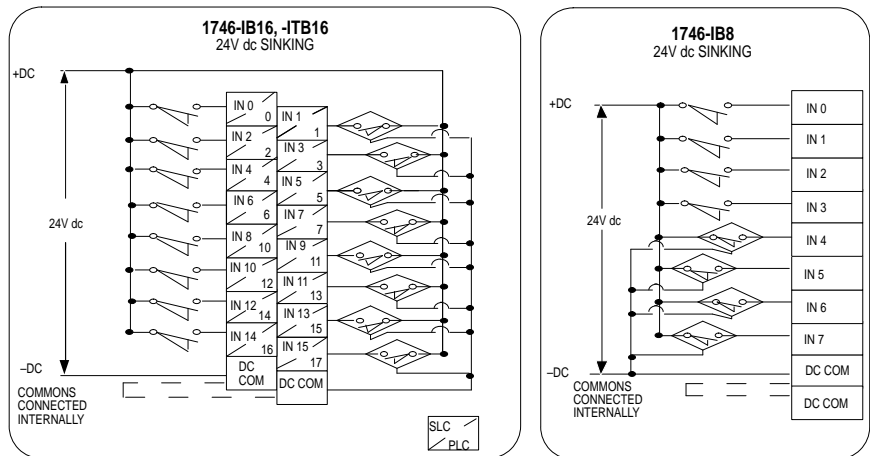 1746-IB16, -ITB16
24V dc SINKING
+DC
24V dc
–DC
COMMONS
CONNECTED
INTERNALLY
IN 0
0
IN 1
1
IN 2
2
IN 3
3
IN 4
4
IN 5
5
IN 6
6
IN 7
7
IN 8
10
IN 9
11
IN 10
12
IN 11
13
IN 12
14
IN 13
15
IN 14
16
IN 15
17
DC
COM
DC COM
SLC
PLC
1746-IB8
24V dc SINKING
+DC
24V dc
–DC
COMMONS
CONNECTED
INTERNALLY
IN 0
IN 1
IN 2
IN 3
IN 4
IN 5
IN 6
IN 7
DC COM
DC COM